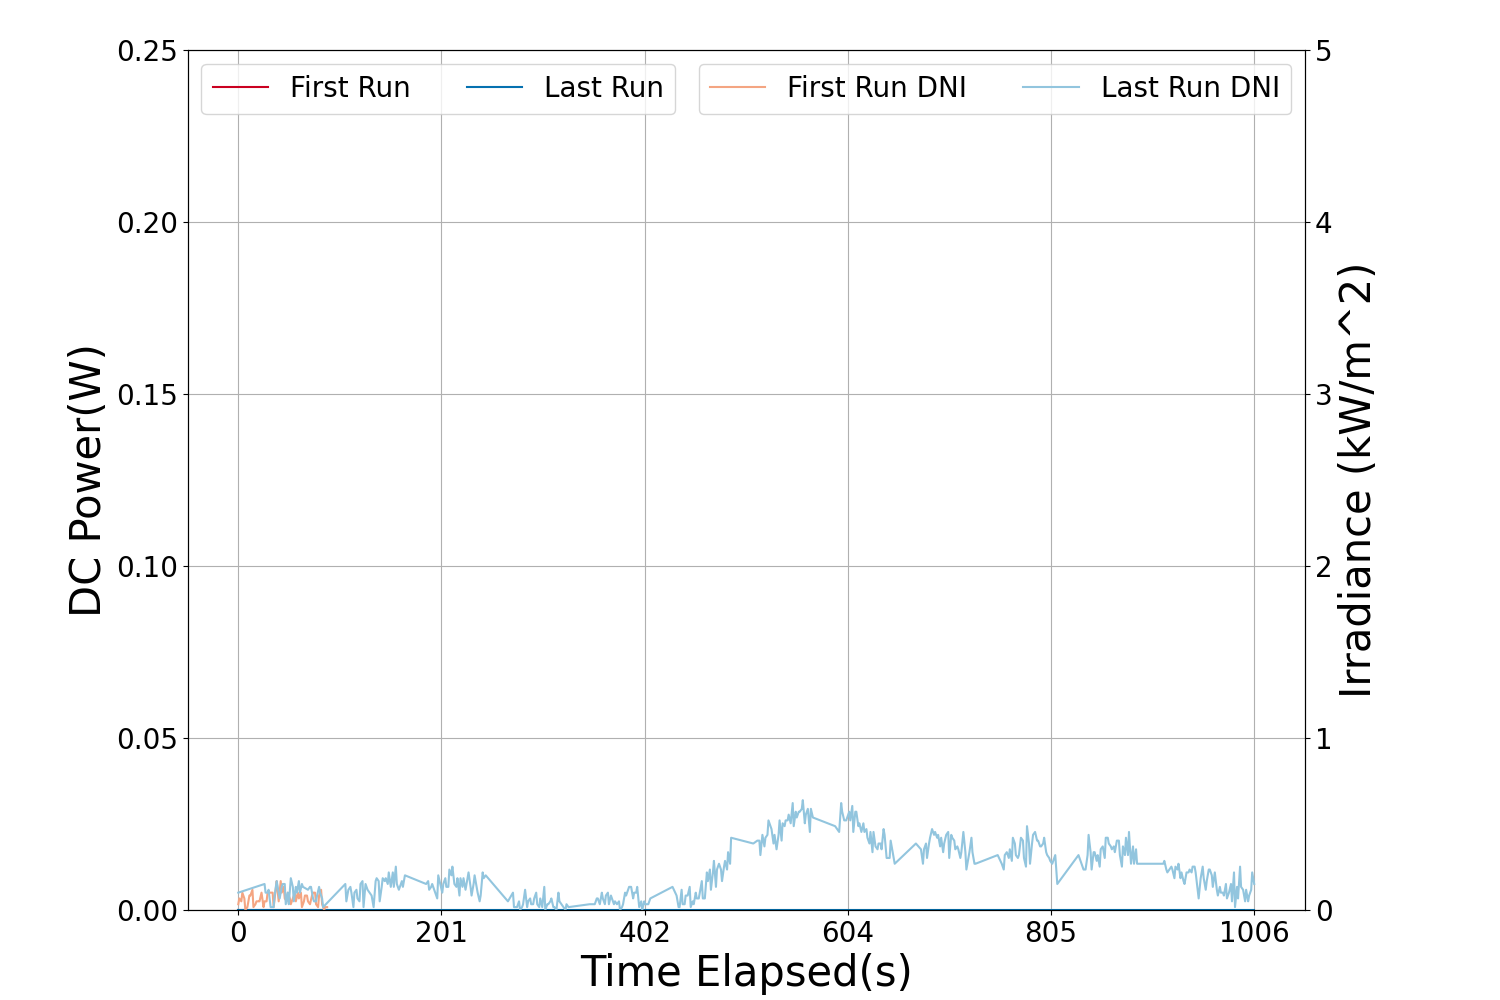 First Run
Last Run
First Run DNI
Last Run DNI
DC Power(W)
0.25
0.20
0.15
0.10
0.05
0.00
5
4
3
2
1
0
Irradiance (kW/m^2)
0 201 402 604 805 1006
Time Elapsed(s)